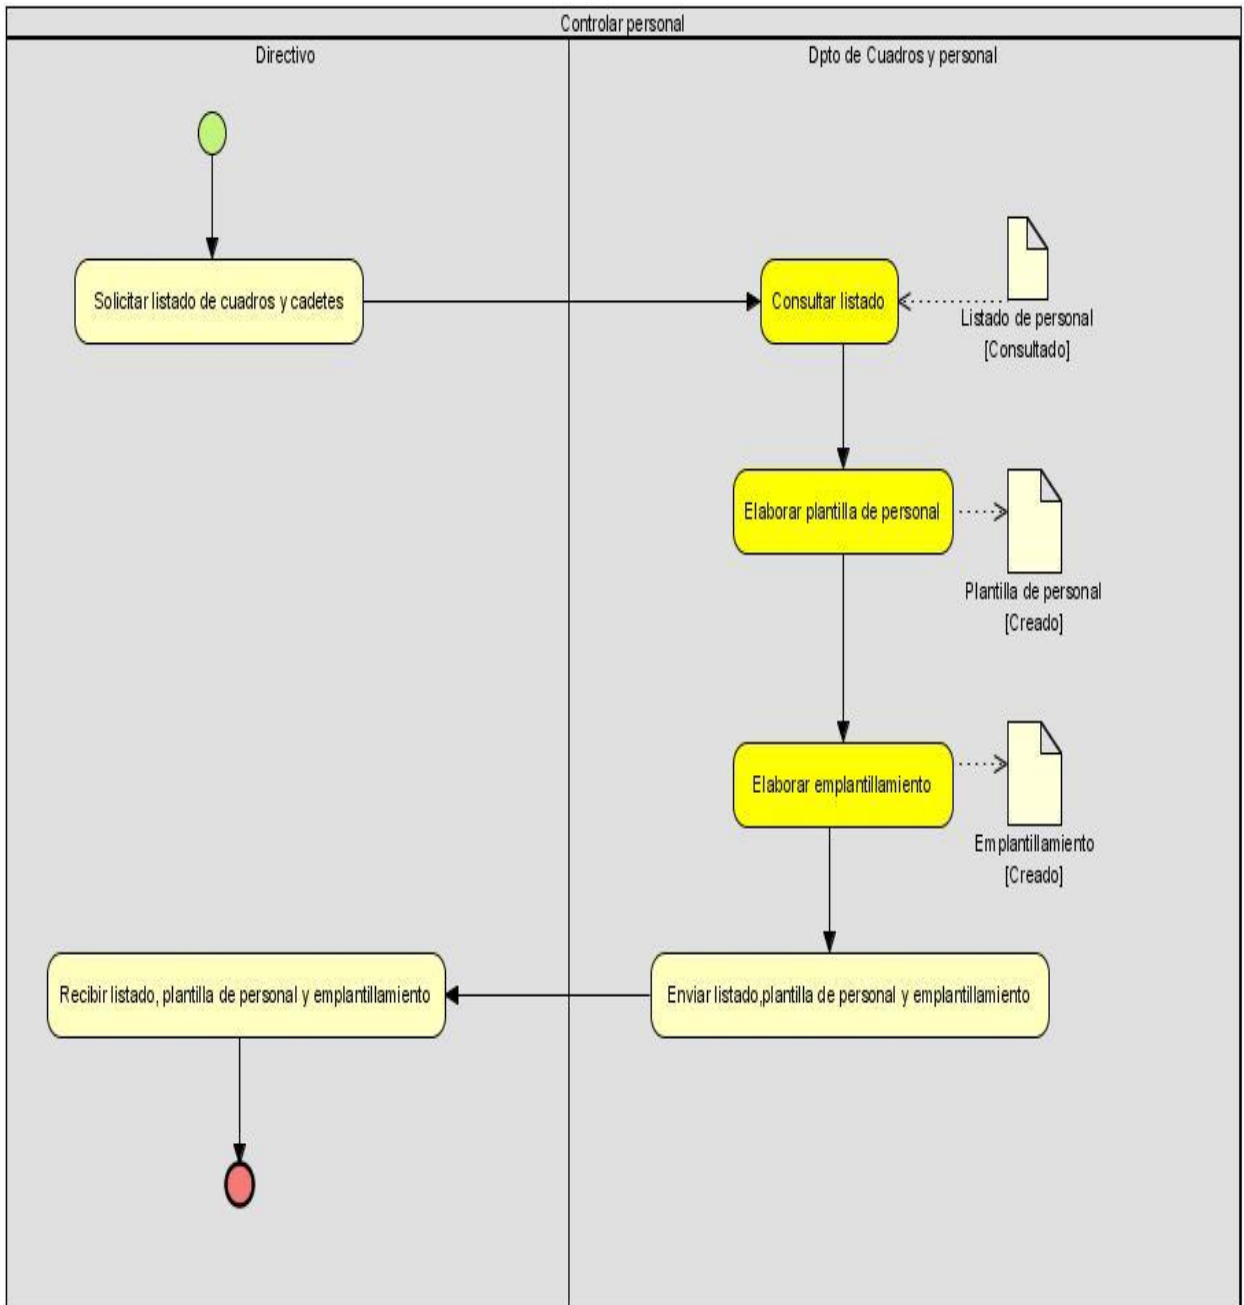 Controlar personal
Directivo
Dpto de Cuadros y personal
Solicitar listado de cuadros y cadetes
Consultar listado
Listado de personal
[Consultado]
Elaborar plantilla de personal
Plantilla de personal
[Creado]
Elaborar emplantillamiento
Emplantillamiento
[Creado]
Recibir listado, plantilla de personal y emplantillamiento
Enviar listado,plantilla de personal y emplantillamiento